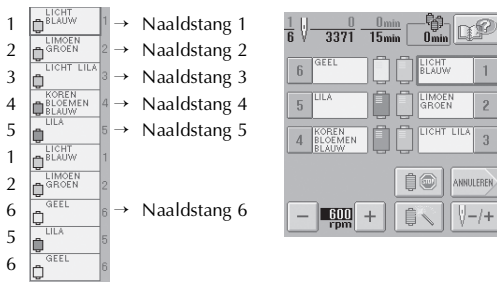 1 LICHT BLAUW 1 → Naaldstang 1
2 LIMOEN GROEN 2 → Naaldstang 2
3 LICHT LILA 3 → Naaldstang 3
4 KOREN BLOEMEN BLAUW 4 → Naaldstang 4
5 LILA 5 → Naaldstang 5
1 LICHT BLAUW 1
2 LIMOEN GROEN 2
6 GEEL 6 → Naaldstang 6
5 LILA 5
6 GEEL 6
1 0 0min
6 3371 15min 0min
6 GEEL LICHT BLAUW 1
5 LILA LIMOEN GROEN 2
4 KOREN BLOEMEN BLAUW LICHT LILA 3
ANNULEREN
− 600 rpm + −/+